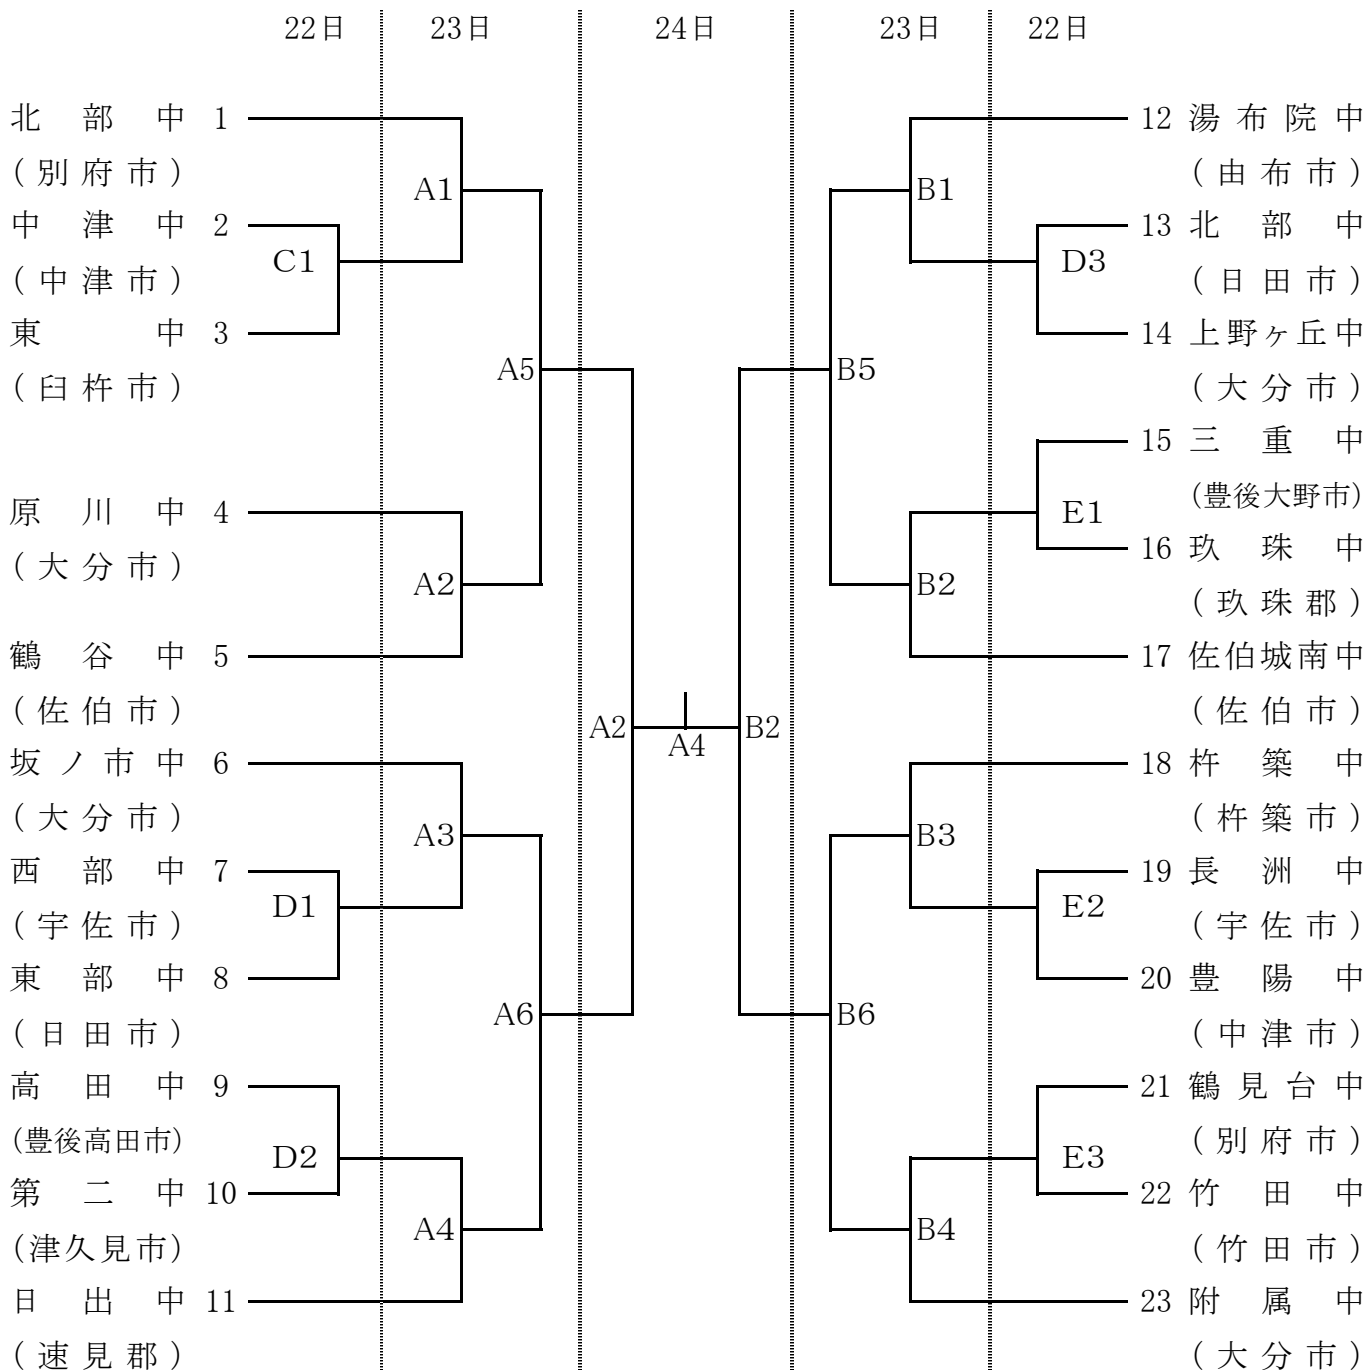 22日 23日 24日 23日 22日
北部中 1
(別府市)
A1
中津中 2
C1
(中津市)
東中 3
(臼杵市)
A5
原川中 4
(大分市)
A2
鶴谷中 5
(佐伯市)
坂ノ市中 6
(大分市)
A3
西部中 7
D1
(宇佐市)
東部中 8
(日田市)
A6
高田中 9
(豊後高田市)
D2
第二中 10
A4
(津久見市)
日出中 11
(速見郡)
A2
A4
B2
12 湯布院中
(由布市)
B1
13 北部中
D3
(日田市)
14 上野ヶ丘中
(大分市)
B5
15 三重中
(豊後大野市)
E1
16 玖珠中
B2
(玖珠郡)
17 佐伯城南中
(佐伯市)
18 杵築中
(杵築市)
B3
19 長洲中
E2
(宇佐市)
20 豊陽中
(中津市)
B6
21 鶴見台中
(別府市)
E3
22 竹田中
B4
(竹田市)
23 附属中
(大分市)